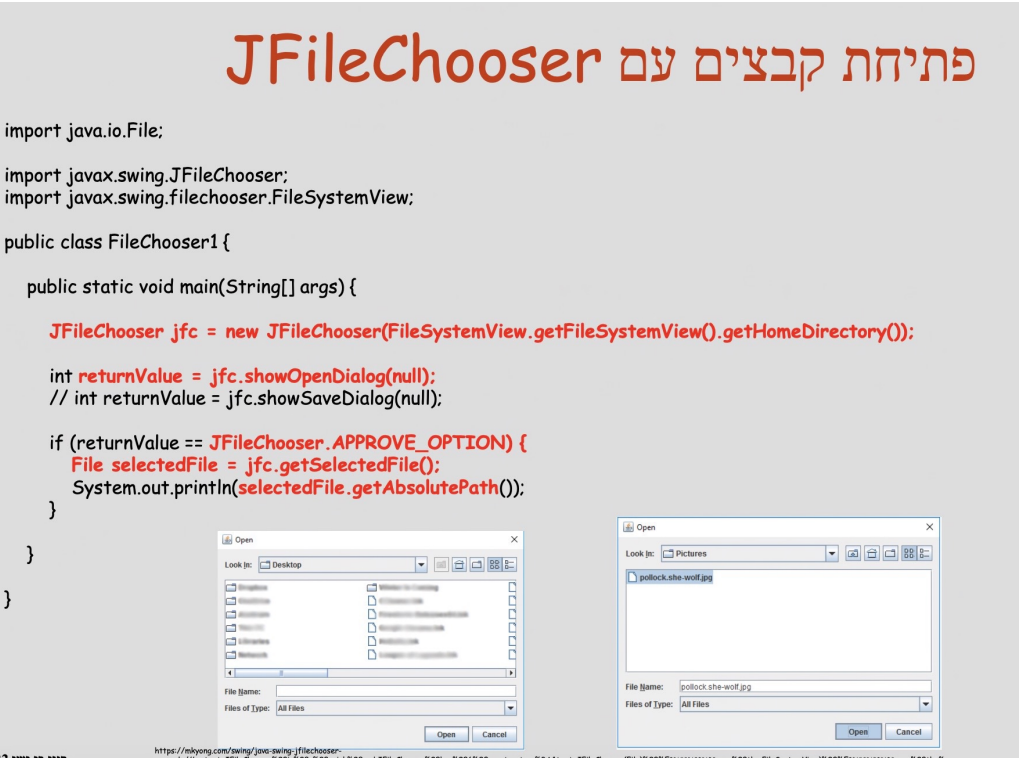 פתיחת קבצים עם JFileChooser
import java.io.File;
import javax.swing.JFileChooser;
import javax.swing.filechooser.FileSystemView;
public class FileChooser1 {
public static void main(String[] args) {
JFileChooser jfc = new JFileChooser(FileSystemView.getFileSystemView().getHomeDirectory());
int returnValue = jfc.showOpenDialog(null);
// int returnValue = jfc.showSaveDialog(null);
if (returnValue == JFileChooser.APPROVE_OPTION) {
File selectedFile = jfc.getSelectedFile();
System.out.println(selectedFile.getAbsolutePath());
}
}
}
Open
Look In: Desktop
File Name:
Files of Type: All Files
Open Cancel
Open
Look In: Pictures
pollock.she-wolf.jpg
File Name: pollock.she-wolf.jpg
Files of Type: All Files
Open Cancel
https://mkyong.com/swing/java-swing-jfilechooser-